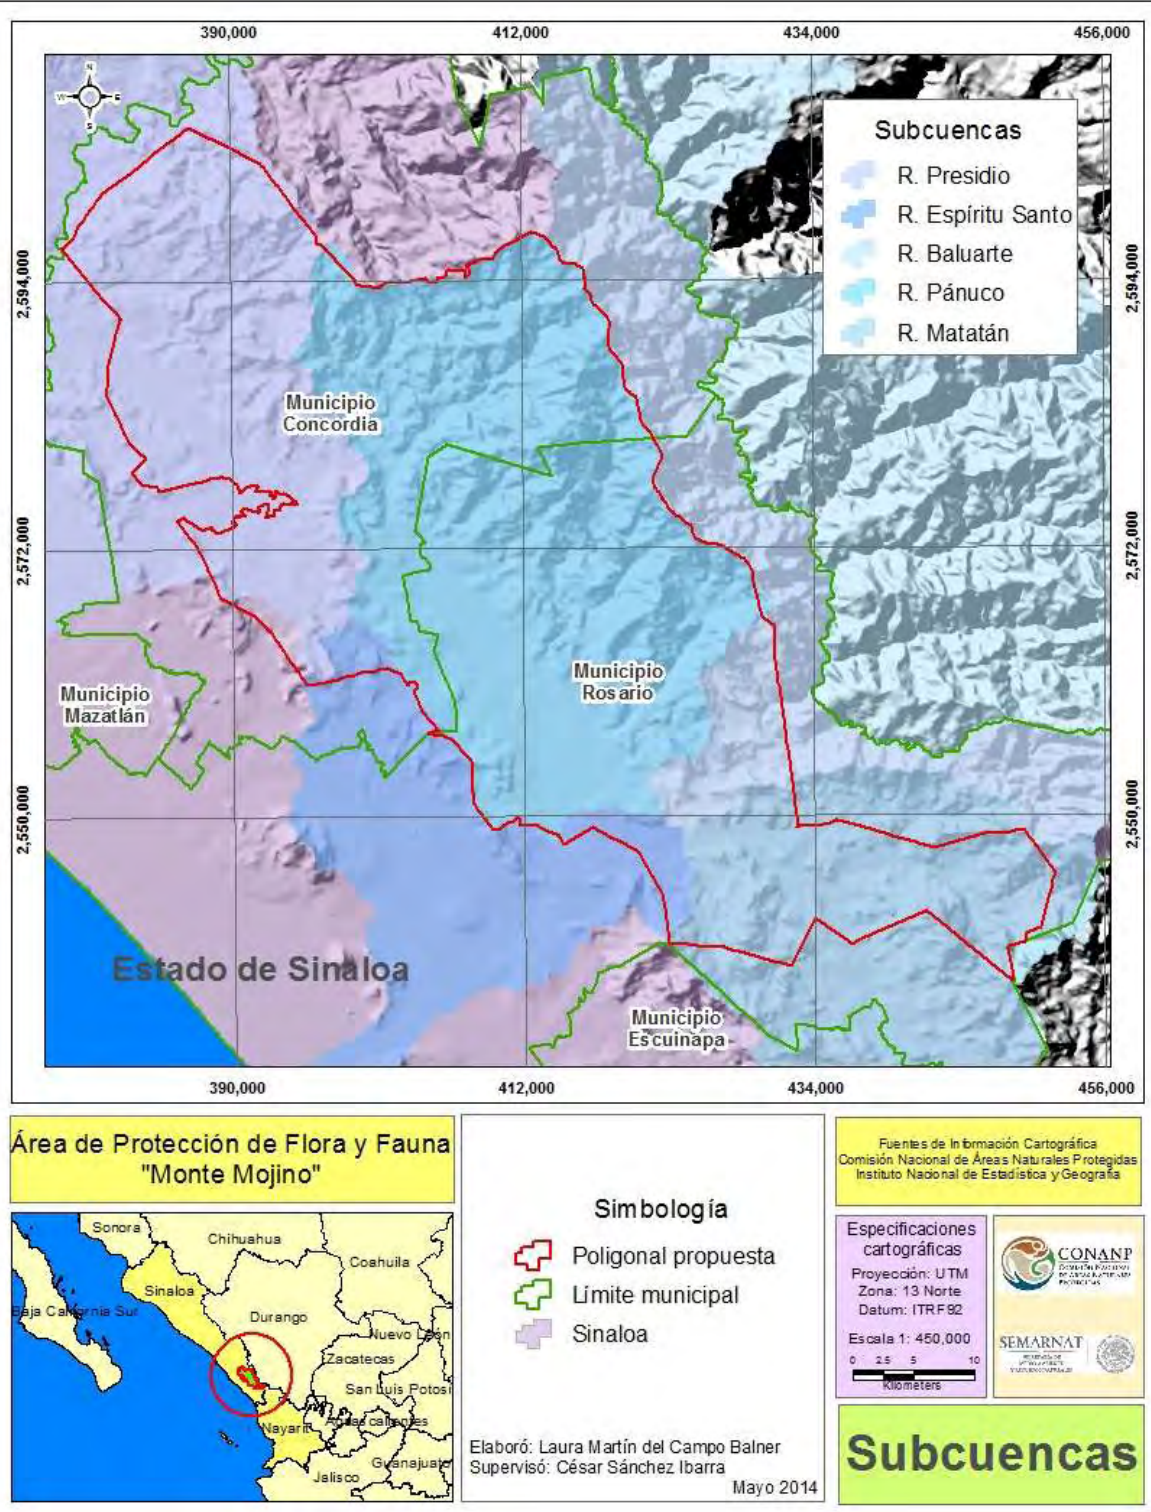 390,000
412,000
434,000
456,000
N
W
E
S
Subcuencas
R. Presidio
R. Espíritu Santo
R. Baluarte
R. Pánuco
R. Matatán
2,594,000
2,594,000
Municipio
Concordia
2,572,000
2,572,000
Municipio
Rosario
Municipio
Mazatlán
2,550,000
2,550,000
Estado de Sinaloa
Municipio
Escuinapa
390,000
412,000
434,000
456,000
Área de Protección de Flora y Fauna
"Monte Mojino"
Sonora
Chihuahua
Coahuila
Sinaloa
Baja California Sur
Durango
Nuevo León
Zacatecas
San Luis Potosí
Aguascalientes
Nayarit
Guanajuato
Jalisco
Simbología
Poligonal propuesta
Límite municipal
Sinaloa
Elaboró: Laura Martín del Campo Balner
Supervisó: César Sánchez Ibarra
Mayo 2014
Fuentes de Información Cartográfica
Comisión Nacional de Áreas Naturales Protegidas
Instituto Nacional de Estadística y Geografía
Especificaciones
cartográficas
Proyección: UTM
Zona: 13 Norte
Datum: ITRF92
Escala 1: 450,000
0 2.5 5 10
Kilometers
CONANP
COMISIÓN NACIONAL
DE ÁREAS NATURALES
PROTEGIDAS
SEMARNAT
Subcuencas